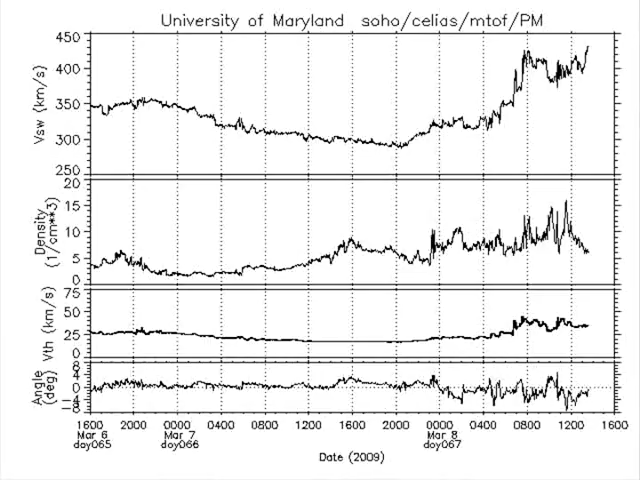 University of Maryland soho/celias/mtof/PM
450
400
350
300
250
Vsw (km/s)
20
15
10
5
0
Density
(1/cm**3)
75
50
25
0
Vth (km/s)
8
4
0
-4
-8
Angle
(deg)
1600 2000 0000 0400 0800 1200 1600 2000 0000 0400 0800 1200 1600
Mar 6 Mar 7 Mar 8
day065 day066 day067
Date (2009)